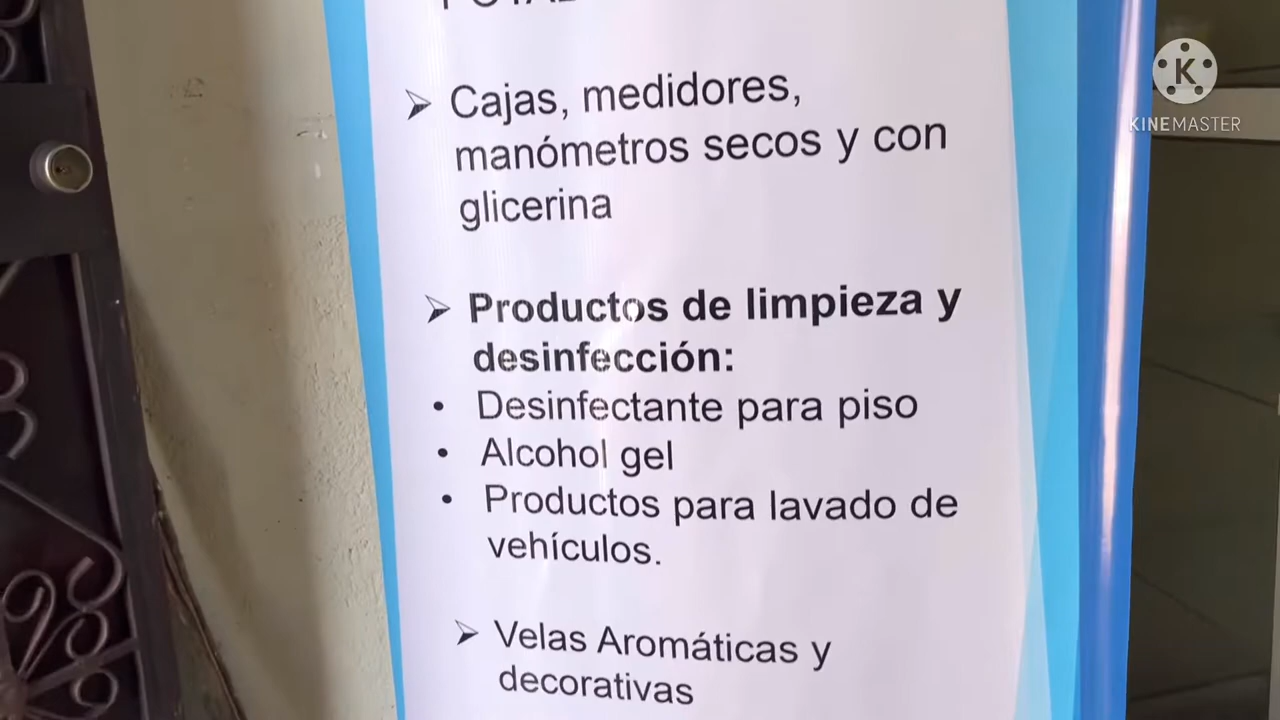 ➢ Cajas, medidores,
manómetros secos y con
glicerina
➢ Productos de limpieza y
desinfección:
• Desinfectante para piso
• Alcohol gel
• Productos para lavado de
vehículos.
➢ Velas Aromáticas y
decorativas
K
KINEMASTER